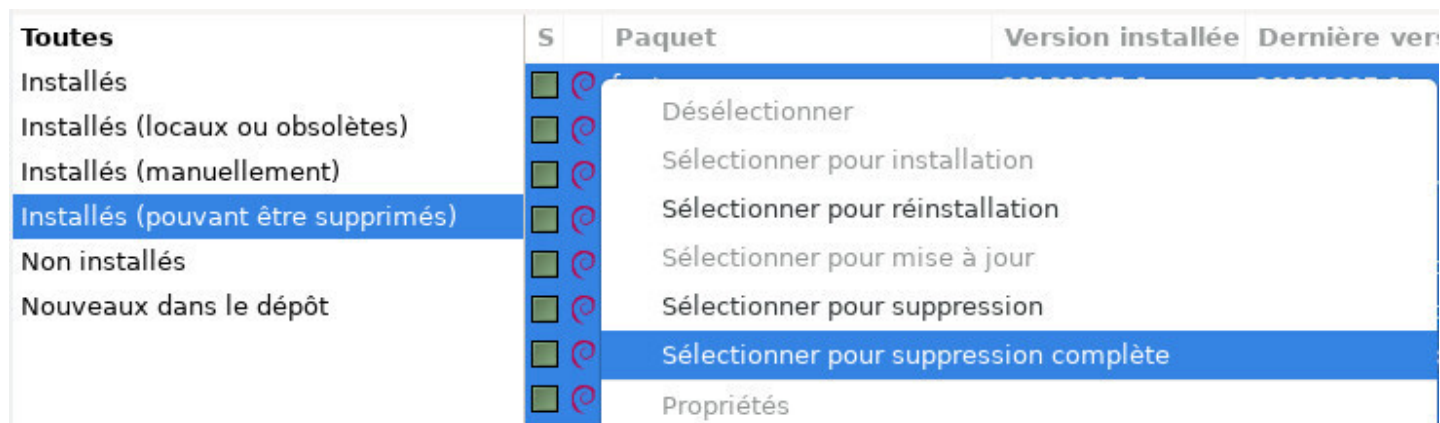 Toutes
S Paquet Version installée Dernière
Installés
Installés (locaux ou obsolètes)
Installés (manuellement)
Installés (pouvant être supprimés)
Non installés
Nouveaux dans le dépôt
Désélectionner
Sélectionner pour installation
Sélectionner pour réinstallation
Sélectionner pour mise à jour
Sélectionner pour suppression
Sélectionner pour suppression complète
Propriétés